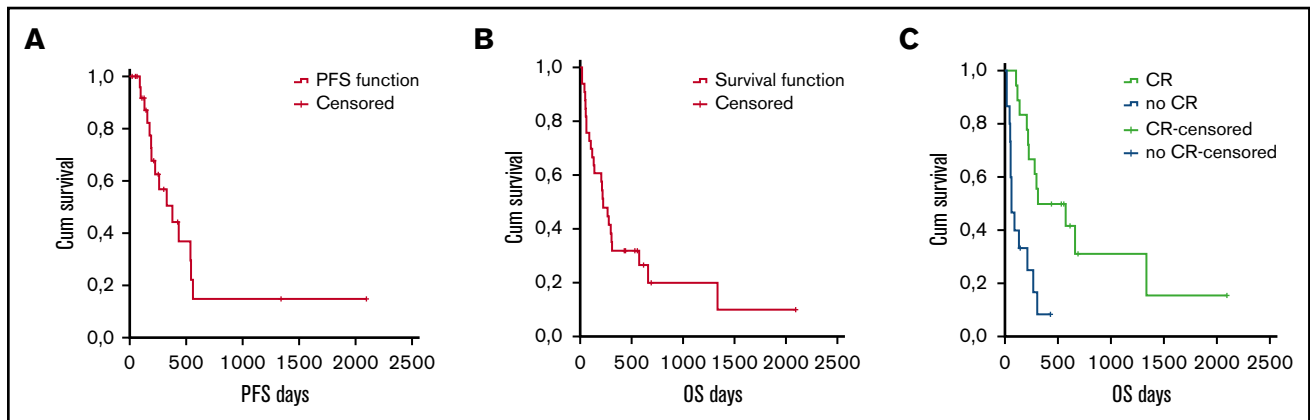 A
PFS function
Censored
Cum survival
1,0
0,8
0,6
0,4
0,2
0,0
0 500 1000 1500 2000 2500
PFS days
B
Survival function
Censored
Cum survival
1,0
0,8
0,6
0,4
0,2
0,0
0 500 1000 1500 2000 2500
OS days
C
CR
no CR
CR-censored
no CR-censored
Cum survival
1,0
0,8
0,6
0,4
0,2
0,0
0 500 1000 1500 2000 2500
OS days